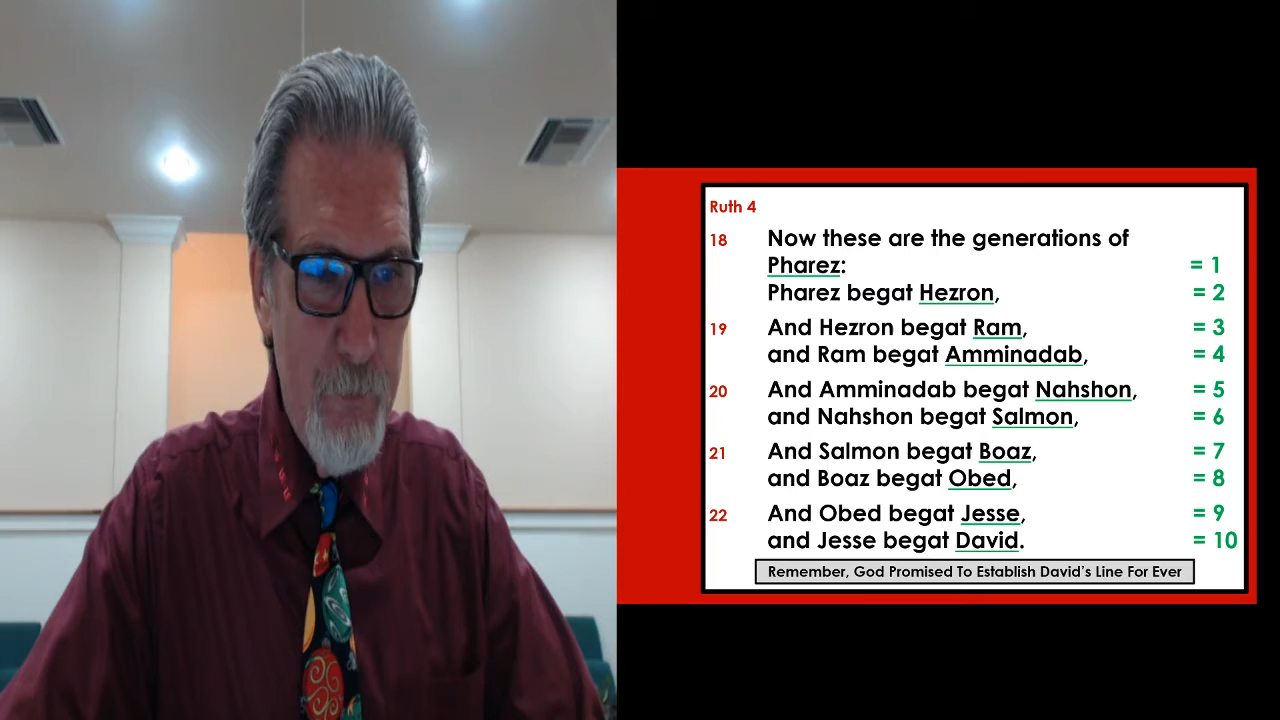 Ruth 4
18 Now these are the generations of
Pharez: = 1
Pharez begat Hezron, = 2
19 And Hezron begat Ram, = 3
and Ram begat Amminadab, = 4
20 And Amminadab begat Nahshon, = 5
and Nahshon begat Salmon, = 6
21 And Salmon begat Boaz, = 7
and Boaz begat Obed, = 8
22 And Obed begat Jesse, = 9
and Jesse begat David. = 10
Remember, God Promised To Establish David's Line For Ever